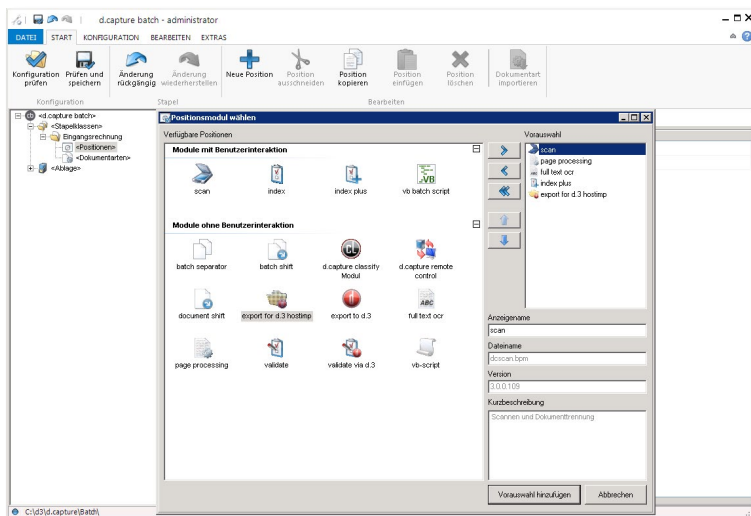 d.capture batch - administrator
DATEI START KONFIGURATION BEARBEITEN EXTRAS
Konfiguration prüfen
Prüfen und speichern
Änderung rückgängig
Änderung wiederherstellen
Neue Position
Position ausschneiden
Position kopieren
Position einfügen
Position löschen
Dokumentart importieren
Konfiguration
Stapel
Bearbeiten
<d.capture batch>
<Stapelklassen>
Eingangsrechnung
<Positionen>
<Dokumentarten>
<Ablage>
Positionsmodul wählen
Verfügbare Positionen
Module mit Benutzerinteraktion
scan
index
index plus
vb batch script
Module ohne Benutzerinteraktion
batch separator
batch shift
d.capture classify Modul
d.capture remote control
document shift
export for d.3 hostimp
export to d.3
full text ocr
page processing
validate
validate via d.3
vb-script
Vorauswahl
scan
page processing
full text ocr
index plus
export for d.3 hostimp
Anzeigename
scan
Dateiname
dcscan.bpm
Version
3.0.0.109
Kurzbeschreibung
Scannen und Dokumenttrennung
Vorauswahl hinzufügen
Abbrechen
C:\d3\d.capture\Batch\